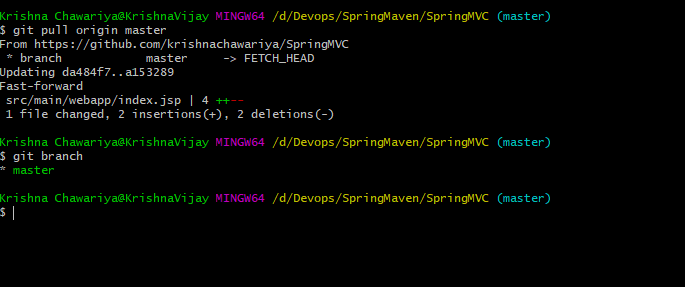 Krishna Chawariya@KrishnaVijay MINGW64 /d/Devops/SpringMaven/SpringMVC (master)
$ git pull origin master
From https://github.com/krishnachawariya/SpringMVC
 * branch            master     -> FETCH_HEAD
Updating da484f7..a153289
Fast-forward
 src/main/webapp/index.jsp | 4 ++--
 1 file changed, 2 insertions(+), 2 deletions(-)
Krishna Chawariya@KrishnaVijay MINGW64 /d/Devops/SpringMaven/SpringMVC (master)
$ git branch
* master
Krishna Chawariya@KrishnaVijay MINGW64 /d/Devops/SpringMaven/SpringMVC (master)
$